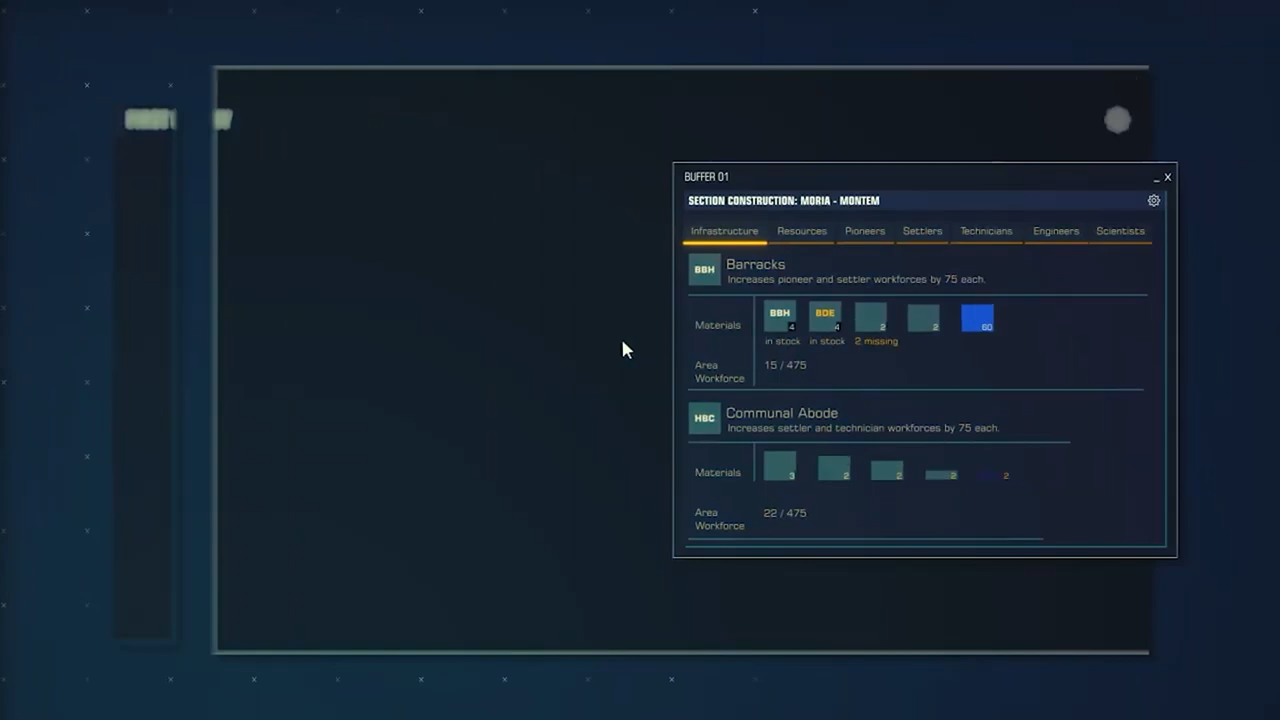 BUFFER 01
_ X
SECTION CONSTRUCTION: MORIA - MONTEM
Infrastructure Resources Pioneers Settlers Technicians Engineers Scientists
BBH Barracks
Increases pioneer and settler workforces by 75 each.
Materials BBH 4 BDE 4 2 2 60
in stock in stock 2 missing
Area Workforce 15 / 475
HBC Communal Abode
Increases settler and technician workforces by 75 each.
Materials 3 2 2 2 2
Area Workforce 22 / 475